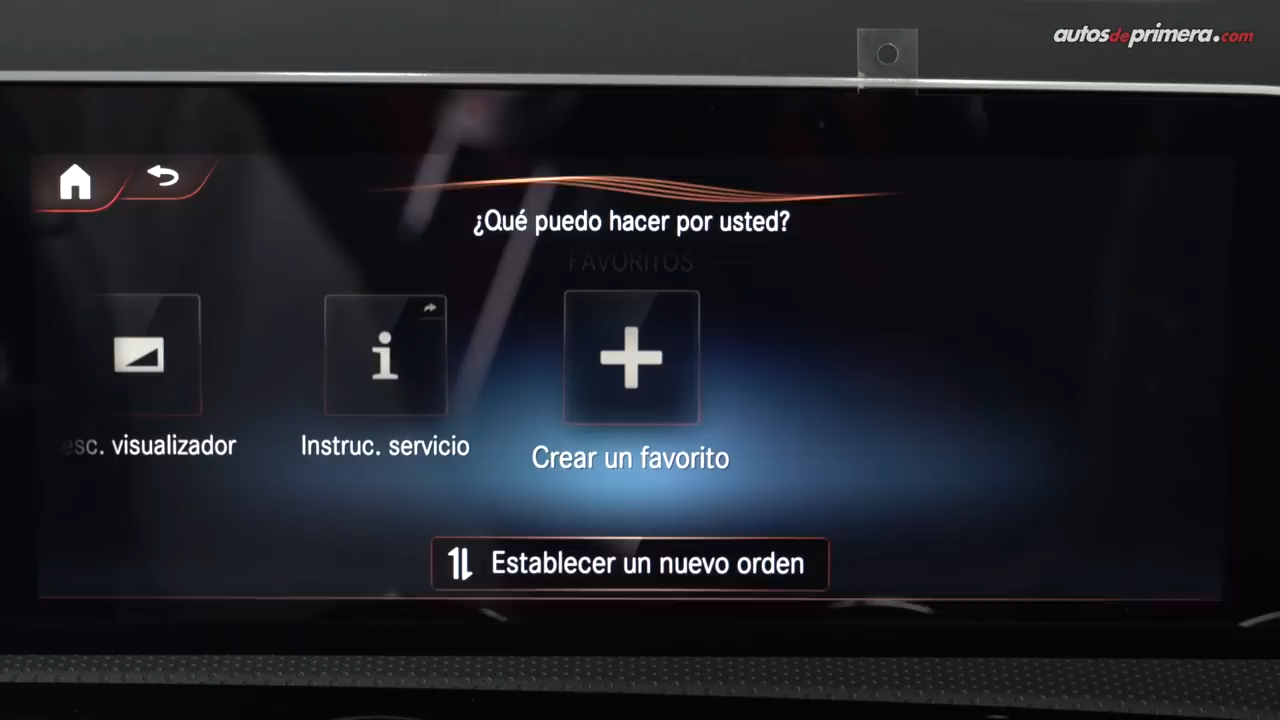 autosdeprimera.com
¿Qué puedo hacer por usted?
FAVORITOS
esc. visualizador
Instruc. servicio
Crear un favorito
Establecer un nuevo orden